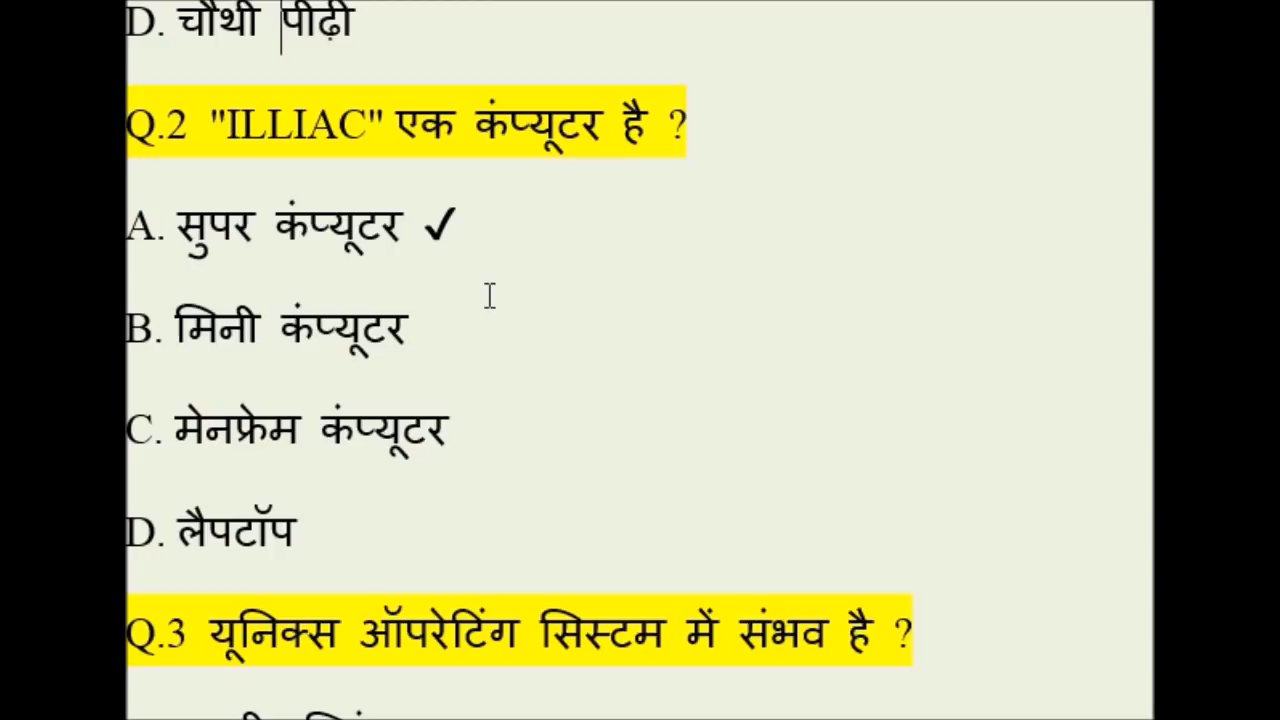 D. चौथी पीढ़ी
Q.2 "ILLIAC" एक कंप्यूटर है ?
A. सुपर कंप्यूटर ✓
B. मिनी कंप्यूटर
C. मेनफ्रेम कंप्यूटर
D. लैपटॉप
Q.3 यूनिक्स ऑपरेटिंग सिस्टम में संभव है ?